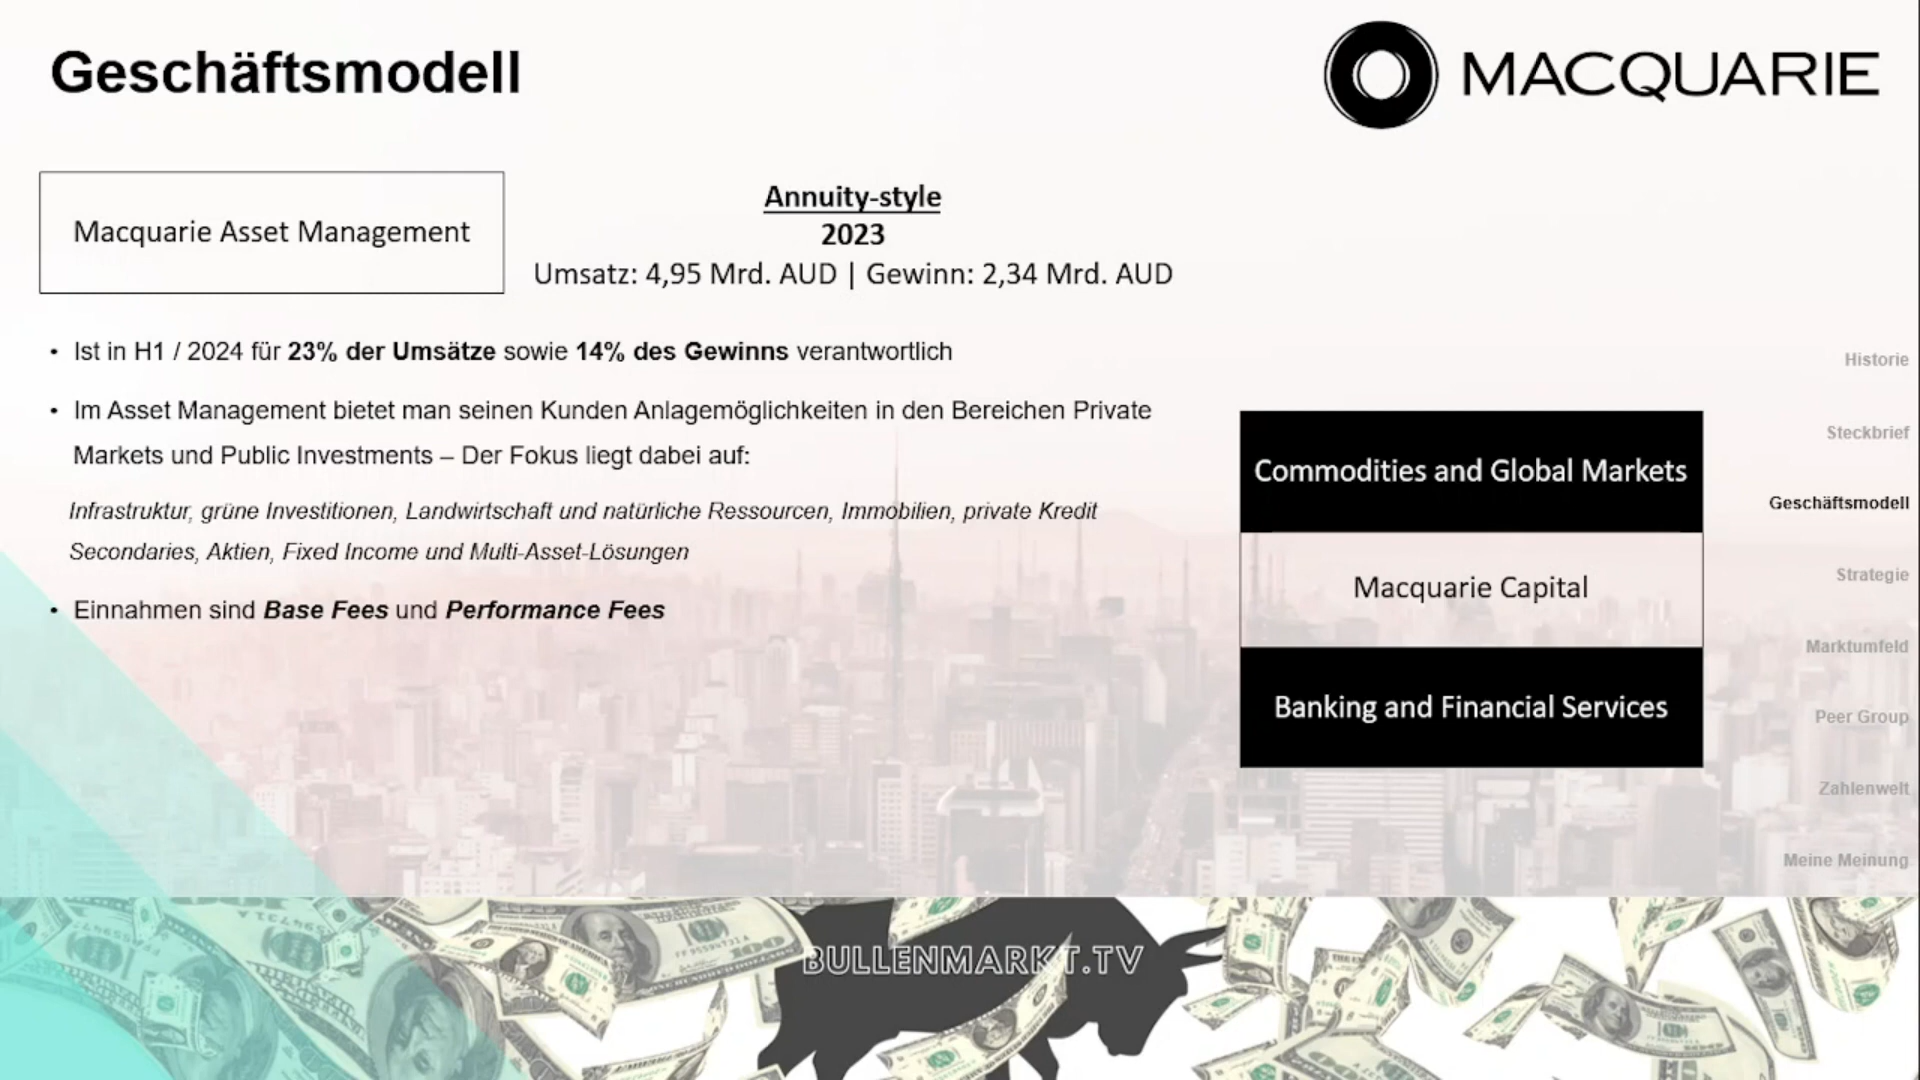 Geschäftsmodell
MACQUARIE
Macquarie Asset Management
Annuity-style
2023
Umsatz: 4,95 Mrd. AUD | Gewinn: 2,34 Mrd. AUD
• Ist in H1 / 2024 für 23% der Umsätze sowie 14% des Gewinns verantwortlich
• Im Asset Management bietet man seinen Kunden Anlagemöglichkeiten in den Bereichen Private
Markets und Public Investments – Der Fokus liegt dabei auf:
Infrastruktur, grüne Investitionen, Landwirtschaft und natürliche Ressourcen, Immobilien, private Kredit
Secondaries, Aktien, Fixed Income und Multi-Asset-Lösungen
• Einnahmen sind Base Fees und Performance Fees
Commodities and Global Markets
Macquarie Capital
Banking and Financial Services
Historie
Steckbrief
Geschäftsmodell
Strategie
Marktumfeld
Peer Group
Zahlenwelt
Meine Meinung
BULLENMARKT.TV